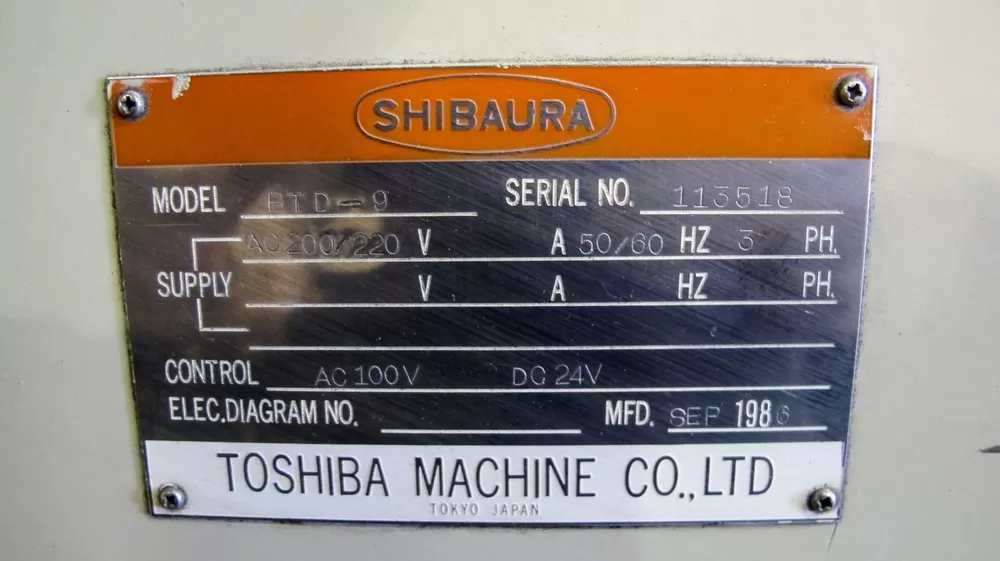 SHIBAURA
MODEL BTD-9 SERIAL NO. 113518
AC 200/220 V A 50/60 HZ 3 PH.
SUPPLY V A HZ PH.
CONTROL AC 100V DC 24V
ELEC.DIAGRAM NO. MFD. SEP 1986
TOSHIBA MACHINE CO.,LTD
TOKYO JAPAN